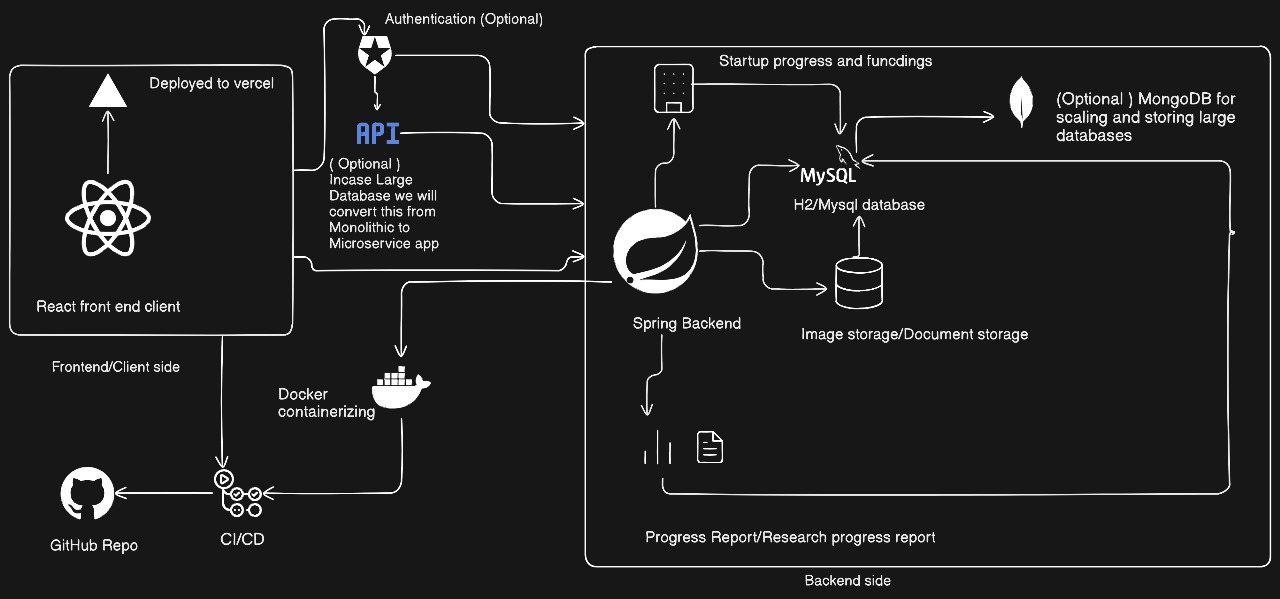 Authentication (Optional)
Deployed to vercel
API
( Optional )
Incase Large
Database we will
convert this from
Monolithic to
Microservice app
React front end client
Frontend/Client side
Docker
containerizing
GitHub Repo
CI/CD
Startup progress and funcdings
(Optional ) MongoDB for
scaling and storing large
databases
MySQL
H2/Mysql database
Spring Backend
Image storage/Document storage
Progress Report/Research progress report
Backend side